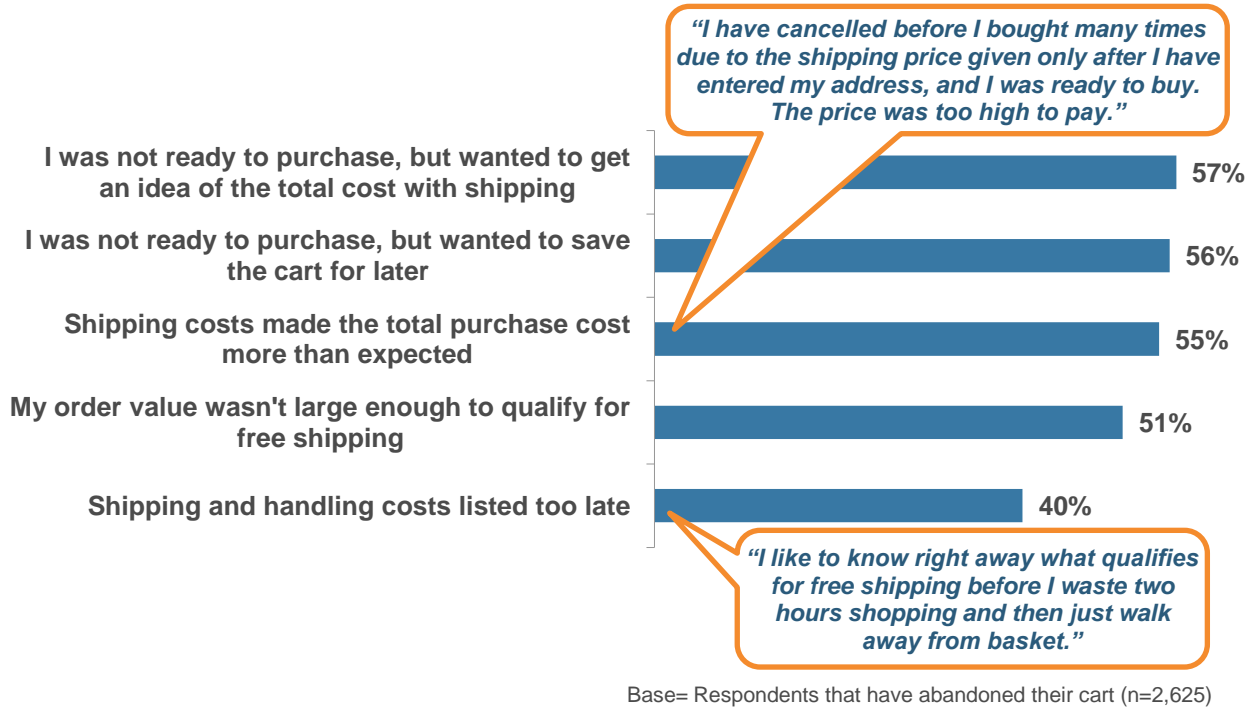 “I have cancelled before I bought many times
due to the shipping price given only after I have
entered my address, and I was ready to buy.
The price was too high to pay.”
I was not ready to purchase, but wanted to get
an idea of the total cost with shipping
57%
I was not ready to purchase, but wanted to save
the cart for later
56%
Shipping costs made the total purchase cost
more than expected
55%
My order value wasn't large enough to qualify for
free shipping
51%
Shipping and handling costs listed too late
40%
“I like to know right away what qualifies
for free shipping before I waste two
hours shopping and then just walk
away from basket.”
Base= Respondents that have abandoned their cart (n=2,625)